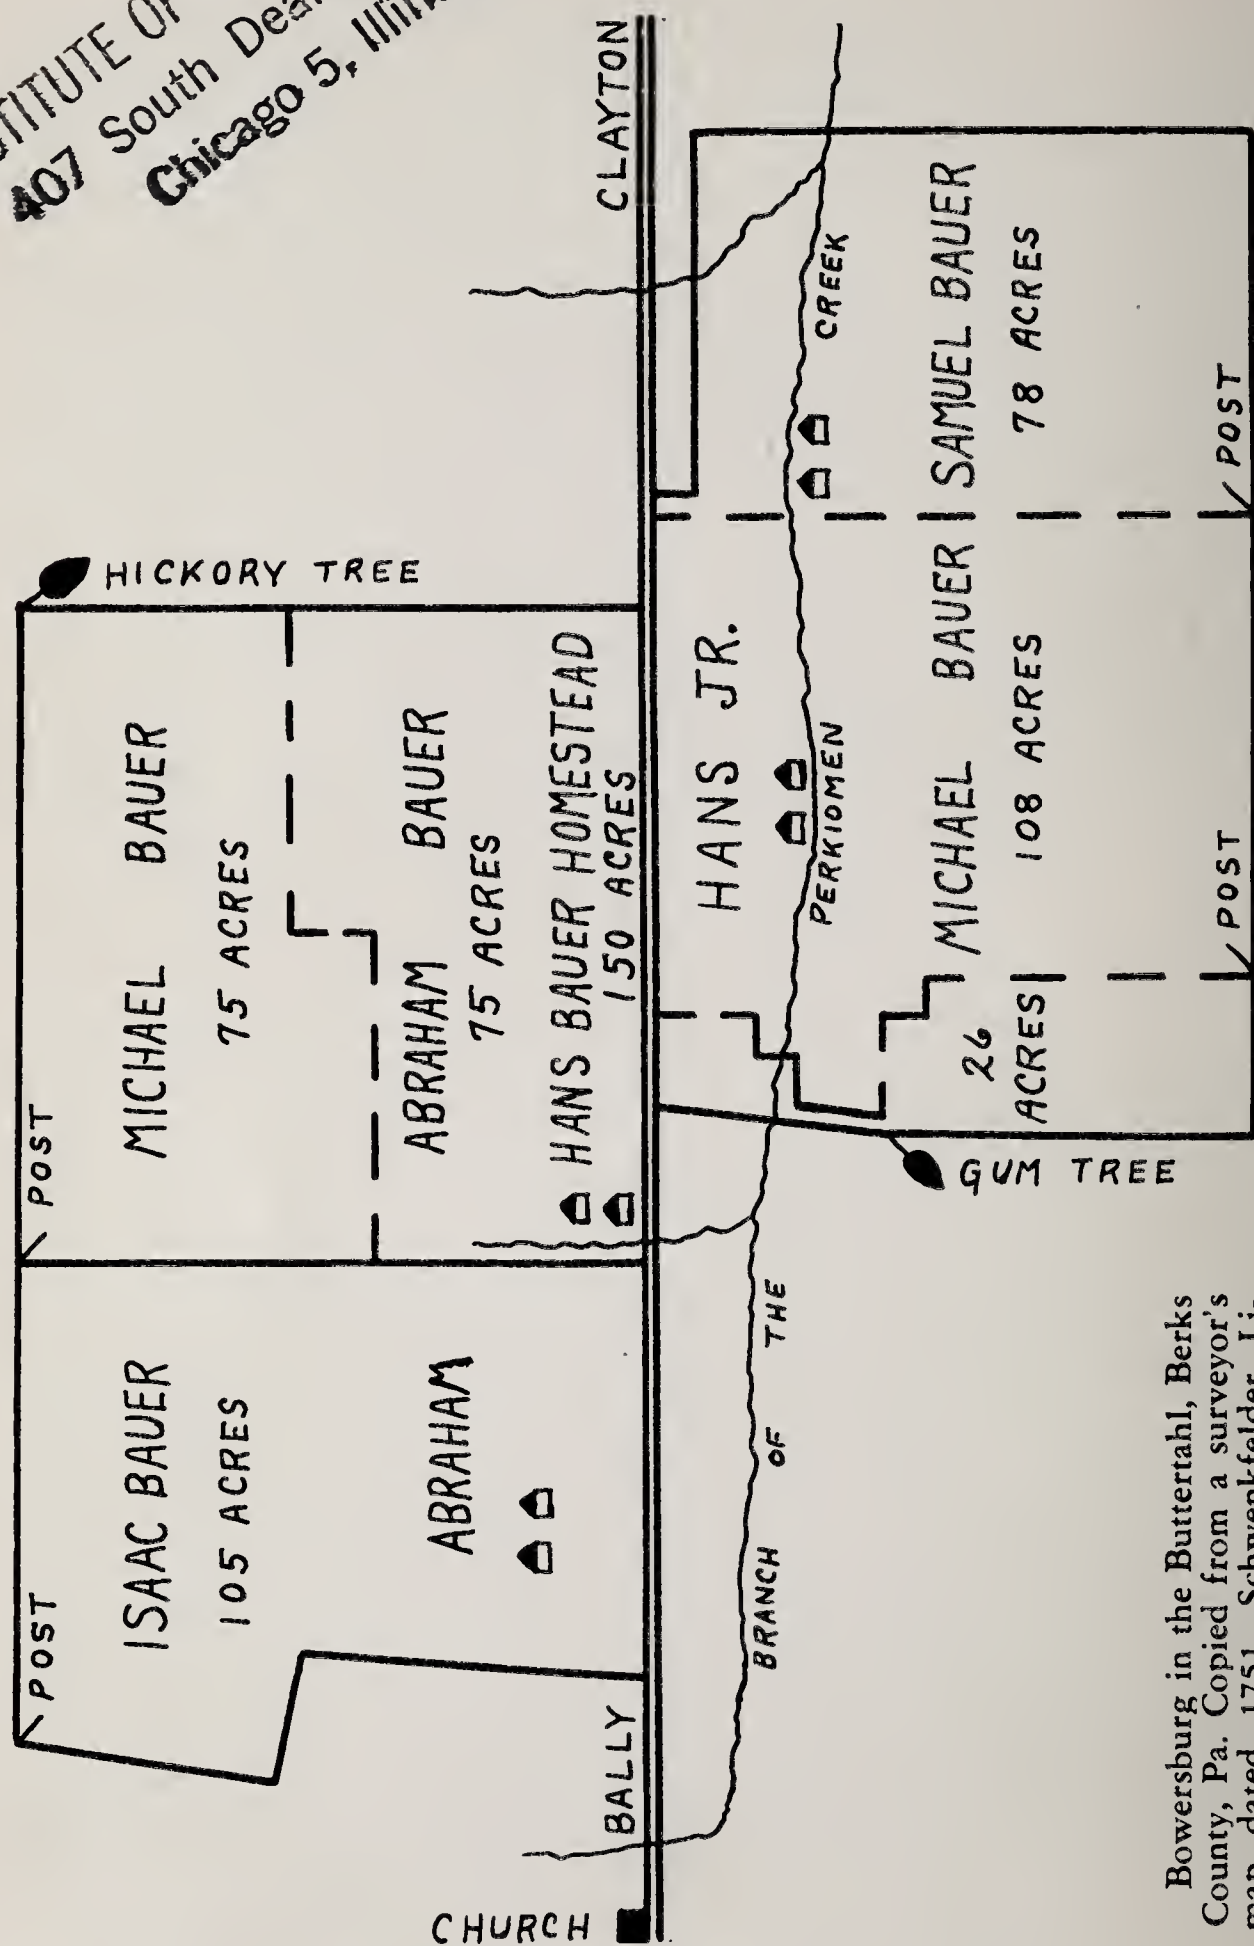 407 South
Chicago 5,
POST
POST
HICKORY TREE
ISAAC BAUER
105 ACRES
MICHAEL BAUER
75 ACRES
ABRAHAM
ABRAHAM BAUER
75 ACRES
HANS BAUER HOMESTEAD
150 ACRES
CHURCH
BALLY
CLAYTON
HANS JR.
BRANCH OF THE PERKIOMEN CREEK
GUM TREE
26
ACRES
MICHAEL BAUER
108 ACRES
SAMUEL BAUER
78 ACRES
POST
POST
Bowersburg in the Buttertahl, Berks
County, Pa. Copied from a surveyor's
map dated 1751